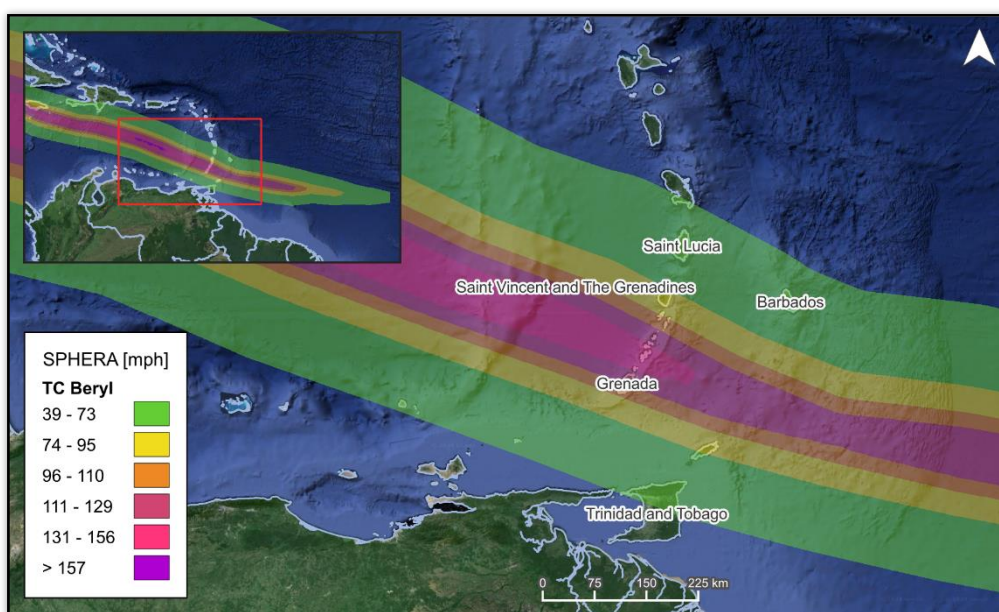 Saint Lucia
Saint Vincent and The Grenadines
Barbados
Grenada
Trinidad and Tobago
SPHERA [mph]
TC Beryl
39 - 73
74 - 95
96 - 110
111 - 129
131 - 156
> 157
0 75 150 225 km